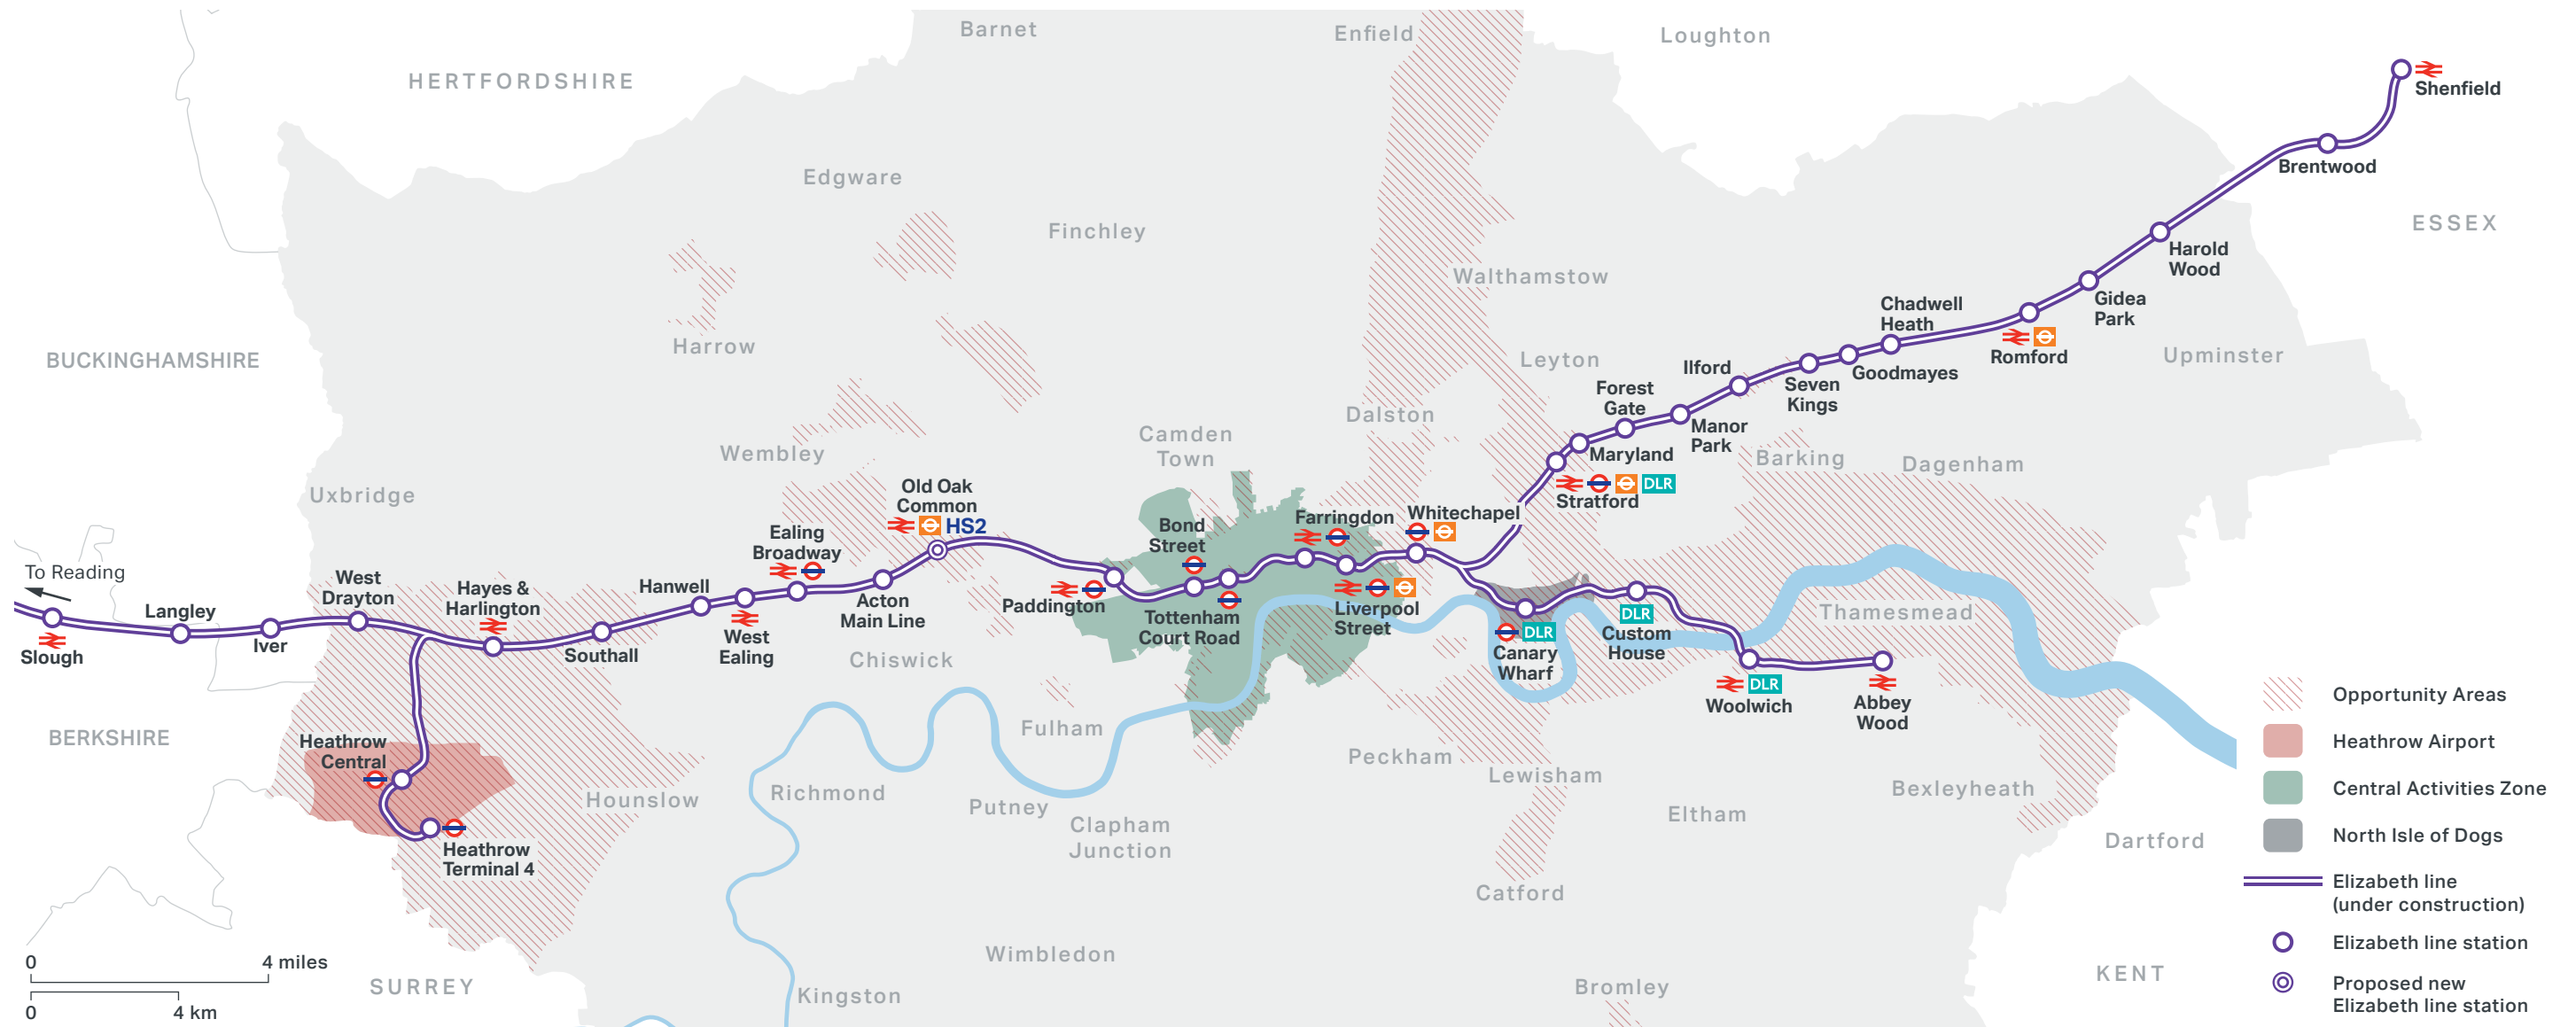 Barnet
Enfield
Loughton
HERTFORDSHIRE
Shenfield
Brentwood
Edgware
ESSEX
Finchley
Harold
Wood
Walthamstow
Gidea
Park
Chadwell
Heath
Harrow
BUCKINGHAMSHIRE
Romford
Upminster
Leyton
Ilford
Goodmayes
Seven
Kings
Forest
Gate
Dalston
Manor
Park
Camden
Town
Wembley
Maryland
Barking
Dagenham
Uxbridge
Old Oak
Common
HS2
DLR
Stratford
Whitechapel
Farringdon
Bond
Street
Ealing
Broadway
To Reading
West
Drayton
Hayes &
Harlington
Hanwell
Langley
Acton
Main Line
Paddington
Tottenham
Court Road
Liverpool
Street
DLR
Custom
House
Thamesmead
Slough
Iver
Southall
West
Ealing
Chiswick
DLR
Canary
Wharf
DLR
Woolwich
Abbey
Wood
BERKSHIRE
Heathrow
Central
Fulham
Peckham
Lewisham
Hounslow
Richmond
Putney
Clapham
Junction
Eltham
Bexleyheath
Dartford
Heathrow
Terminal 4
Catford
Wimbledon
SURREY
Kingston
Bromley
KENT
0
4 miles
0
4 km
Opportunity Areas
Heathrow Airport
Central Activities Zone
North Isle of Dogs
Elizabeth line
(under construction)
Elizabeth line station
Proposed new
Elizabeth line station